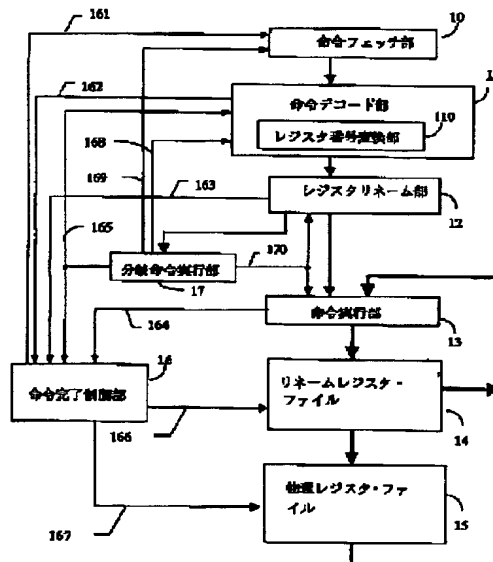 161
10
命令フェッチ部
162
1
命令デコード部
110
レジスタ番号変換部
168
169
163
レジスタリネーム部
12
165
170
分岐命令実行部
17
命令実行部
13
164
16
命令完了制御部
リネームレジスタ・
ファイル
14
166
物理レジスタ・ファ
イル
15
167